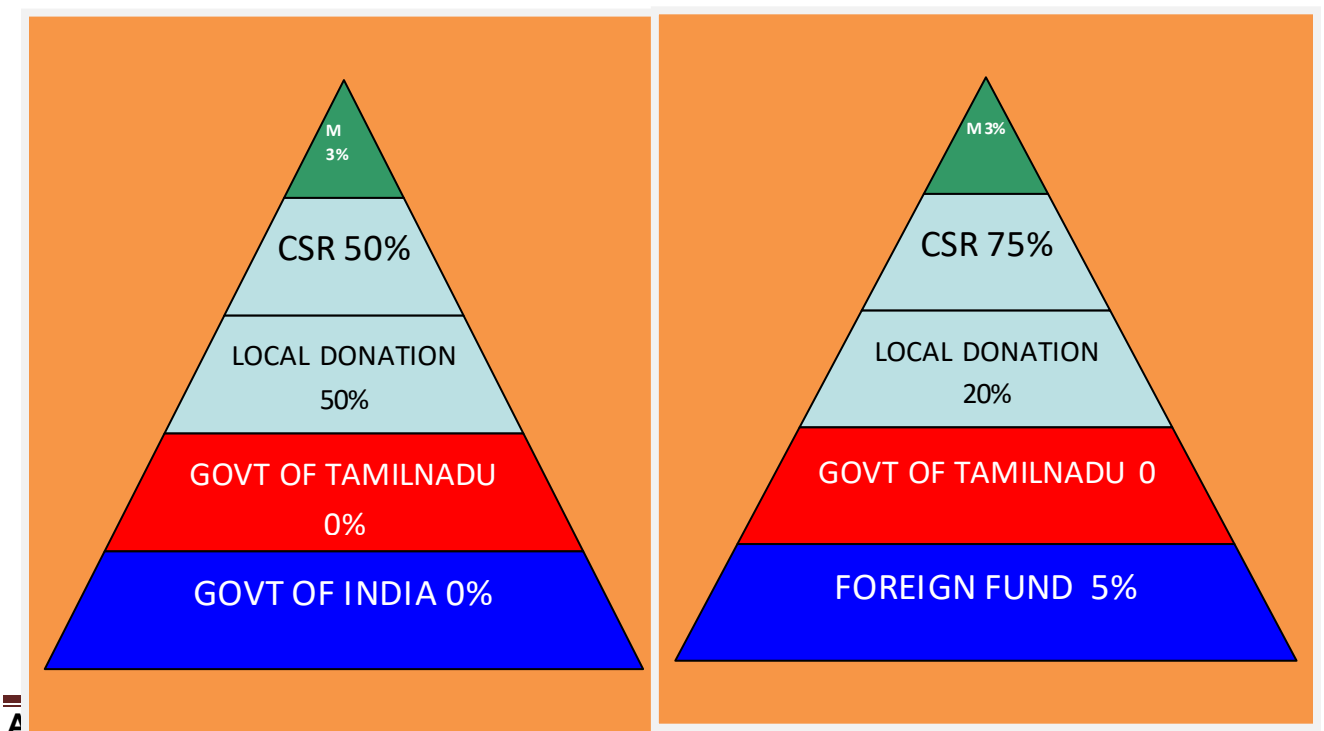 M
3%
CSR 50%
LOCAL DONATION
50%
GOVT OF TAMILNADU
0%
GOVT OF INDIA 0%
M 3%
CSR 75%
LOCAL DONATION
20%
GOVT OF TAMILNADU 0
FOREIGN FUND 5%
A